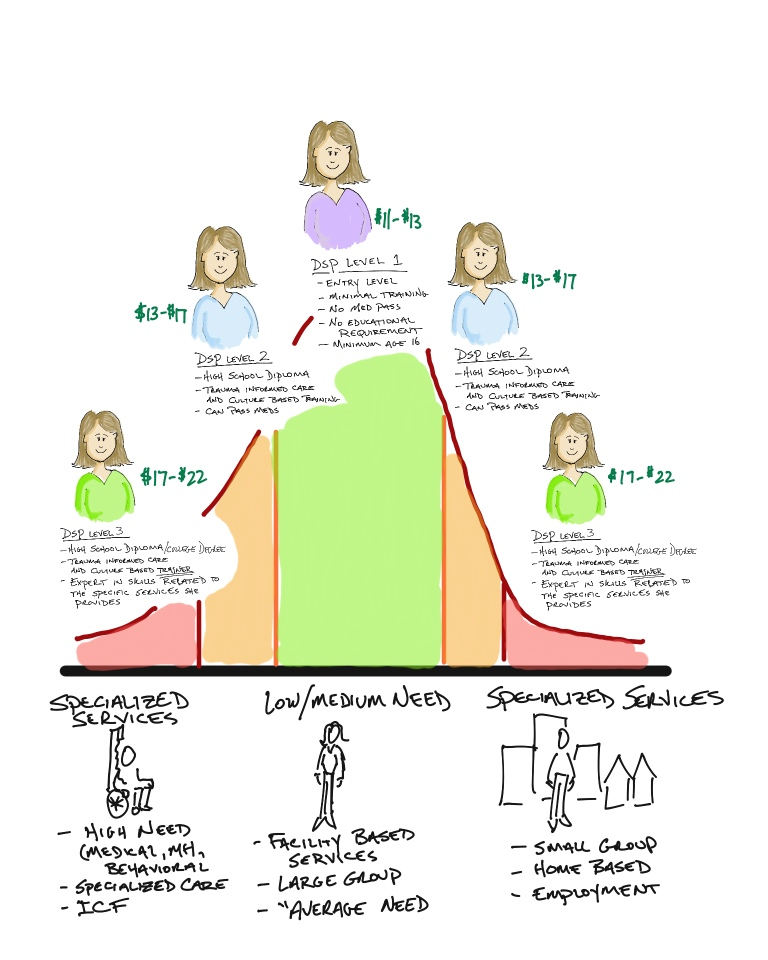 $11-$13
DSP LEVEL 1
- ENTRY LEVEL
- MINIMAL TRAINING
- NO MED PASS
- NO EDUCATIONAL
REQUIREMENT
- MINIMUM AGE 16
$13-$17
DSP LEVEL 2
- HIGH SCHOOL DIPLOMA
- TRAUMA INFORMED CARE
AND CULTURE BASED TRAINING
- CAN PASS MEDS
$13-$17
DSP LEVEL 2
- HIGH SCHOOL DIPLOMA
- TRAUMA INFORMED CARE
AND CULTURE BASED TRAINING
- CAN PASS MEDS
$17-$22
DSP LEVEL 3
- HIGH SCHOOL DIPLOMA/COLLEGE DEGREE
- TRAUMA INFORMED CARE
AND CULTURE BASED TRAINER
- EXPERT IN SKILLS RELATED TO
THE SPECIFIC SERVICES SHE
PROVIDES
$17-$22
DSP LEVEL 3
- HIGH SCHOOL DIPLOMA/COLLEGE DEGREE
- TRAUMA INFORMED CARE
AND CULTURE BASED TRAINER
- EXPERT IN SKILLS RELATED TO
THE SPECIFIC SERVICES SHE
PROVIDES
SPECIALIZED
SERVICES
- HIGH NEED
(MEDICAL, MH,
BEHAVIORAL
- SPECIALIZED CARE
- ICF
LOW/MEDIUM NEED
- FACILITY BASED
SERVICES
- LARGE GROUP
- "AVERAGE NEED
SPECIALIZED SERVICES
- SMALL GROUP
- HOME BASED
- EMPLOYMENT